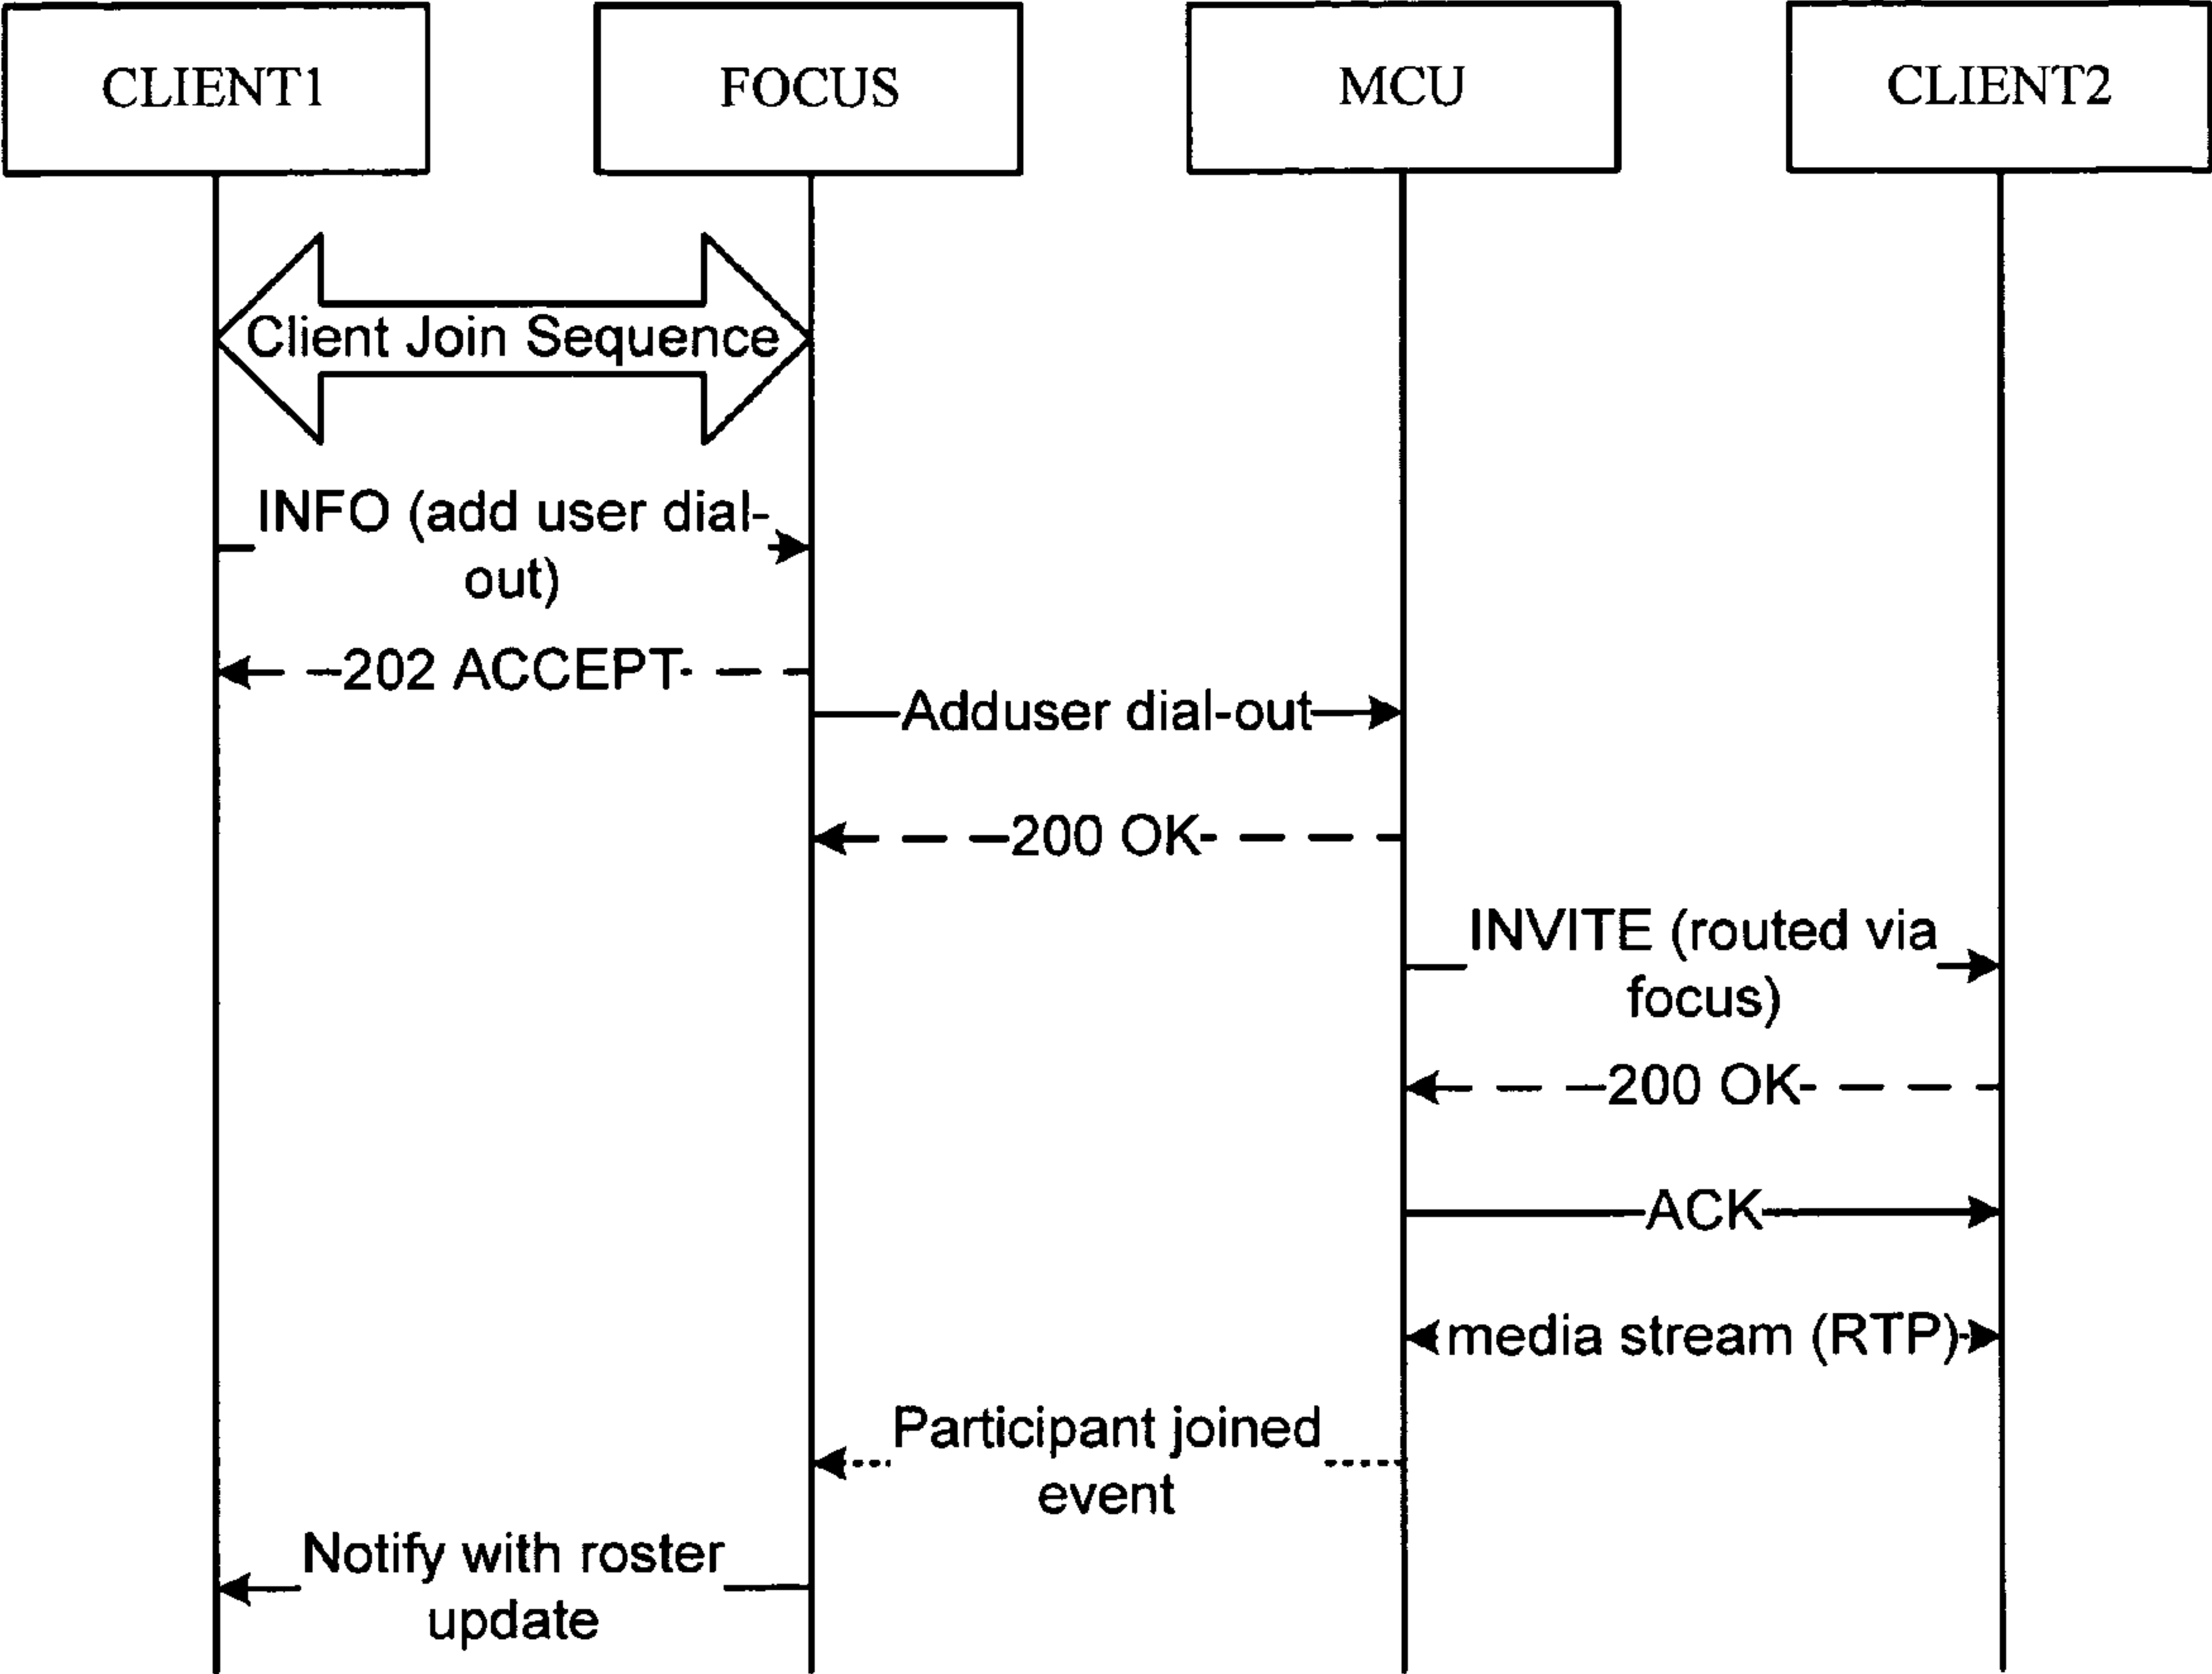 CLIENT1
FOCUS
MCU
CLIENT2
Client Join Sequence
INFO (add user dial-
out)
202 ACCEPT
Adduser dial-out
200 OK
INVITE (routed via
focus)
200 OK
ACK
media stream (RTP)
Participant joined
event
Notify with roster
update